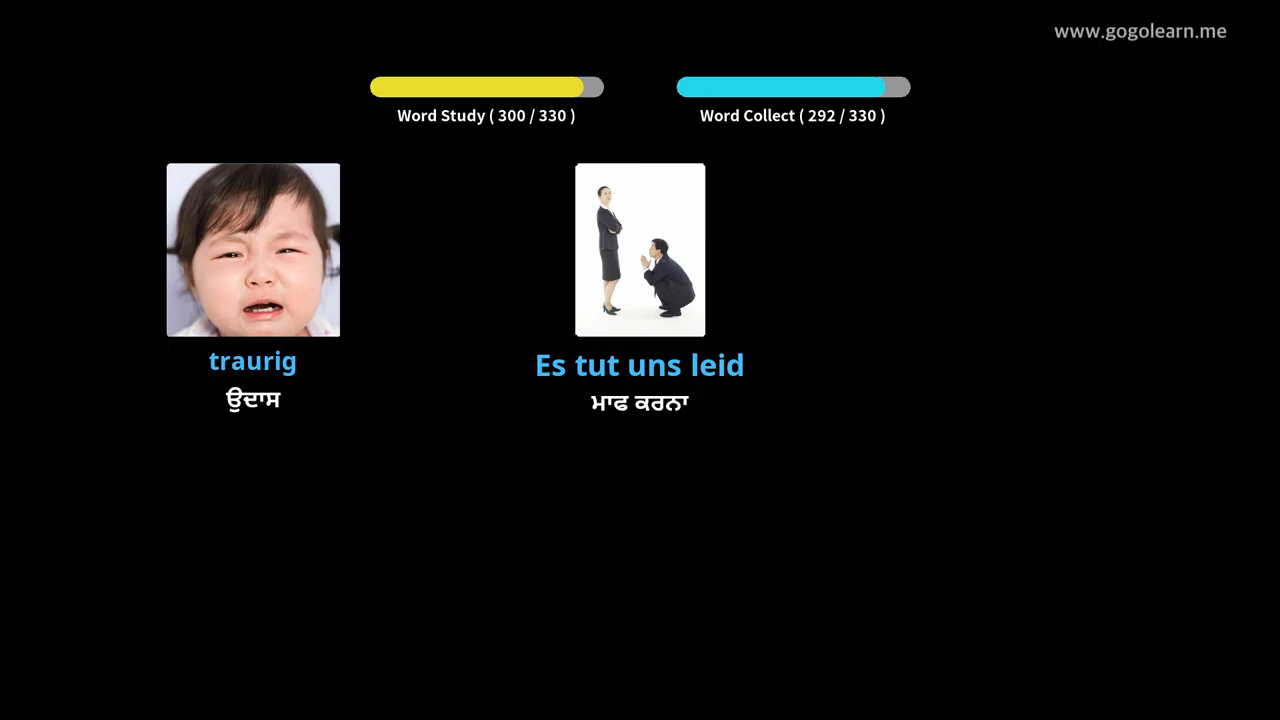 www.gogolearn.me
Word Study ( 300 / 330 )
Word Collect ( 292 / 330 )
traurig
ਉਦਾਸ
Es tut uns leid
ਮਾਫ ਕਰਨਾ